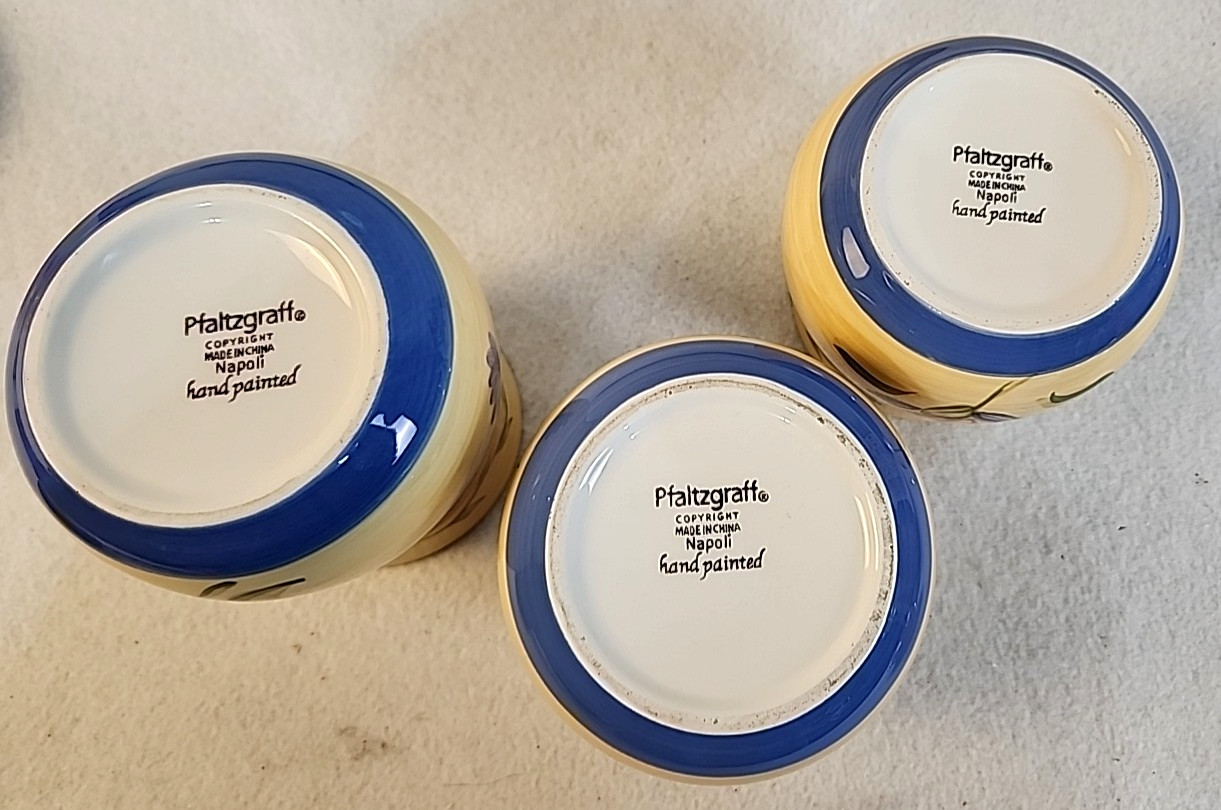 Pfaltzgraff®
COPYRIGHT
MADE IN CHINA
Napoli
hand painted
Pfaltzgraff®
COPYRIGHT
MADE IN CHINA
Napoli
hand painted
Pfaltzgraff®
COPYRIGHT
MADE IN CHINA
Napoli
hand painted